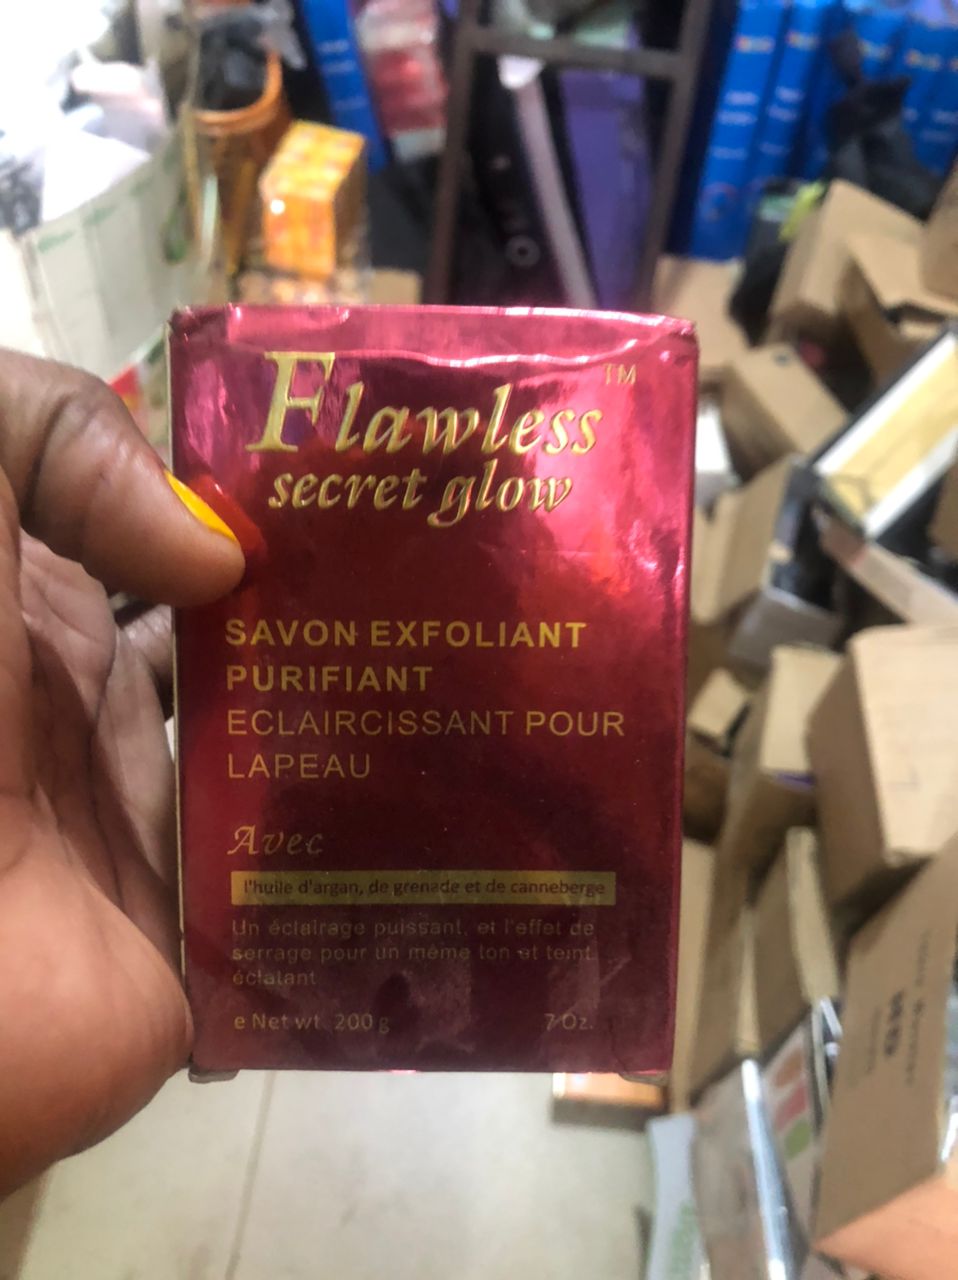 Flawless™
secret glow
SAVON EXFOLIANT
PURIFIANT
ECLAIRCISSANT POUR
LAPEAU
Avec
l'huile d'argan, de grenade et de canneberge
Un éclairage puissant, et l'effet de
serrage pour un même ton et teint
éclatant
e Net wt. 200 g 7 Oz.